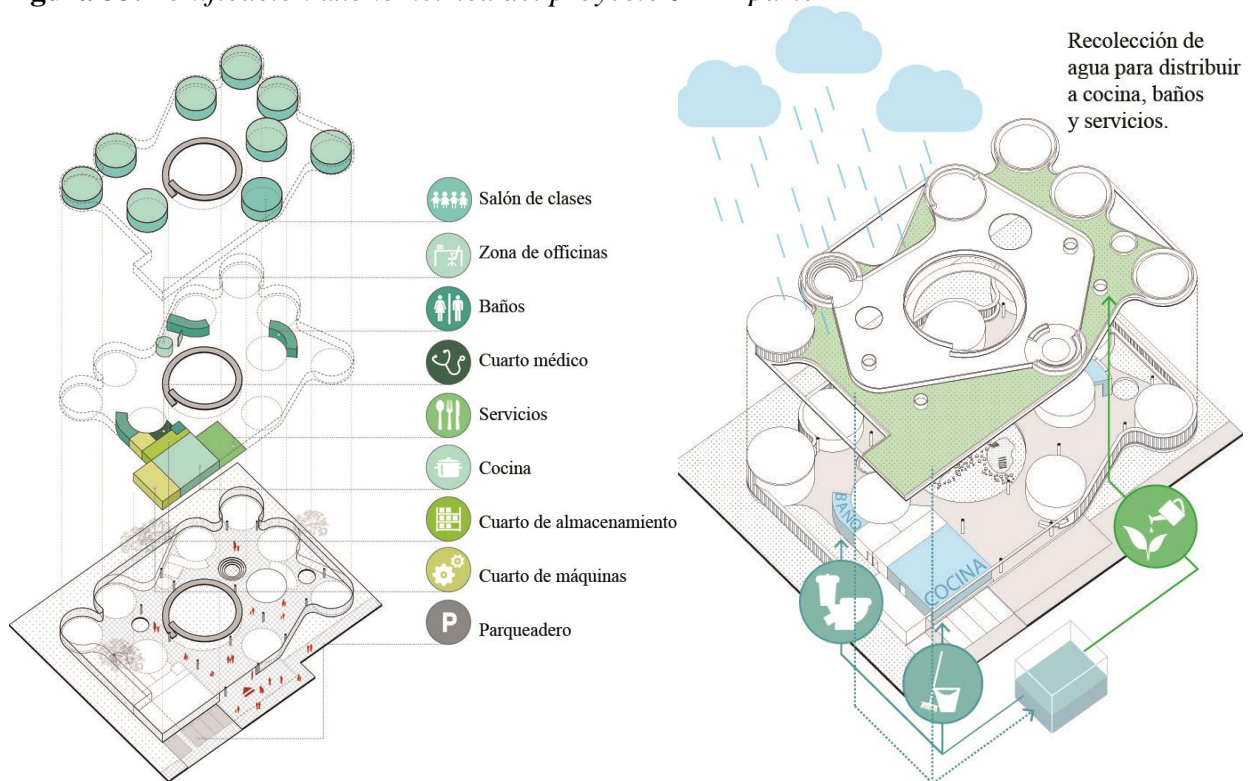 Recolección de
agua para distribuir
a cocina, baños
y servicios.
Salón de clases
Zona de officinas
Baños
Cuarto médico
Servicios
Cocina
Cuarto de almacenamiento
Cuarto de máquinas
P
Parqueadero
BAÑO
COCINA